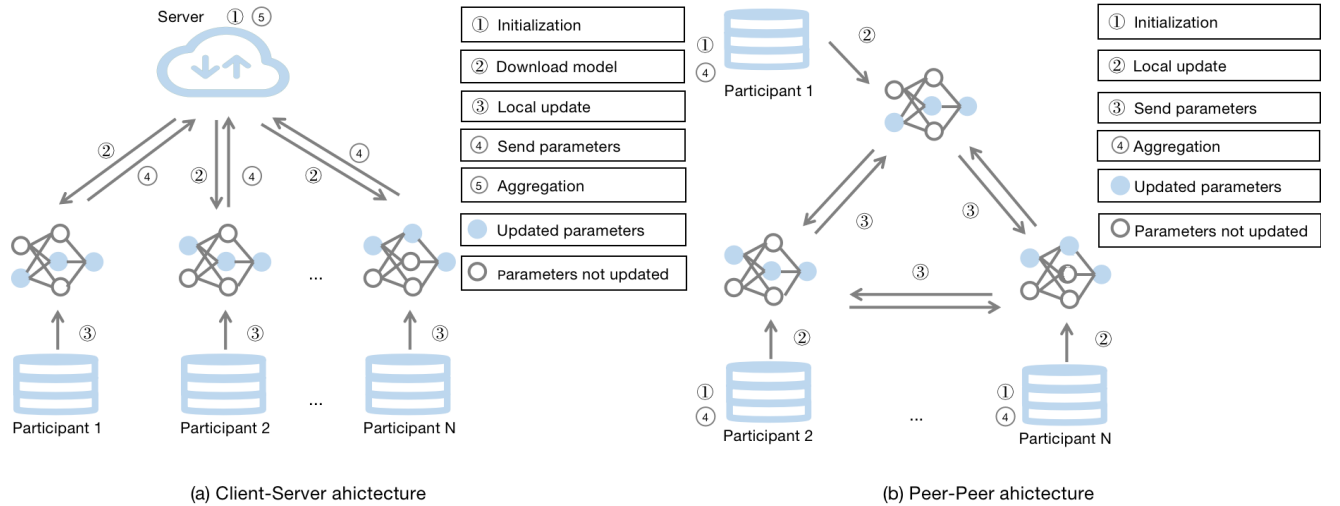 Server ① ⑤
② ④ ② ④ ② ④
...
③ ③ ③
...
Participant 1 Participant 2 Participant N
① Initialization
② Download model
③ Local update
④ Send parameters
⑤ Aggregation
Updated parameters
Parameters not updated
(a) Client-Server ahictecture
① ④
Participant 1
②
③ ③
③
② ②
① ④
Participant 2
...
① ④
Participant N
① Initialization
② Local update
③ Send parameters
④ Aggregation
Updated parameters
Parameters not updated
(b) Peer-Peer ahictecture